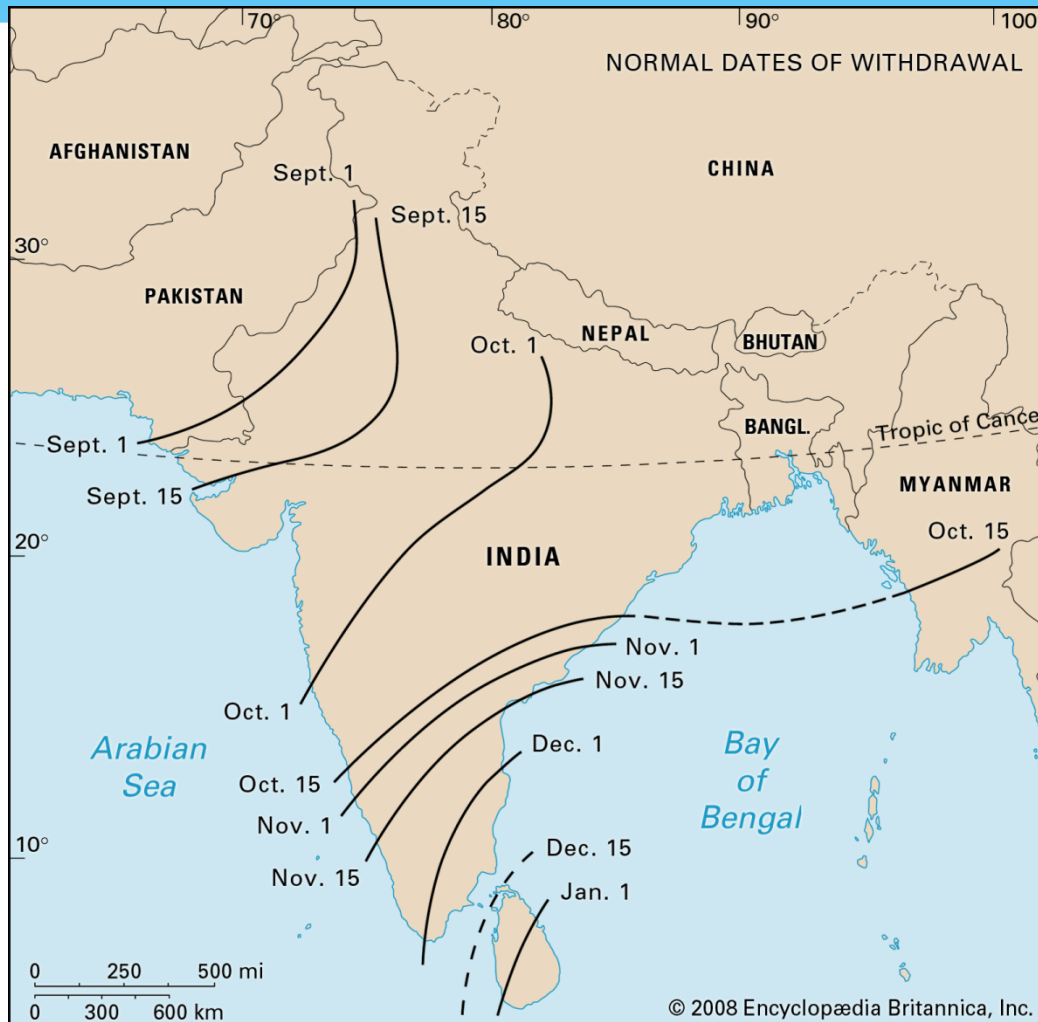 70°
80°
90°
100
NORMAL DATES OF WITHDRAWAL
AFGHANISTAN
Sept. 1
CHINA
Sept. 15
30°
PAKISTAN
NEPAL
BHUTAN
Oct. 1
BANGL.
Tropic of Cance
Sept. 1
Sept. 15
MYANMAR
Oct. 15
20°
INDIA
Nov. 1
Nov. 15
Oct. 1
Arabian
Sea
Dec. 1
Bay
of
Bengal
Oct. 15
Nov. 1
10°
Dec. 15
Nov. 15
Jan. 1
0 250 500 mi
0 300 600 km
© 2008 Encyclopædia Britannica, Inc.